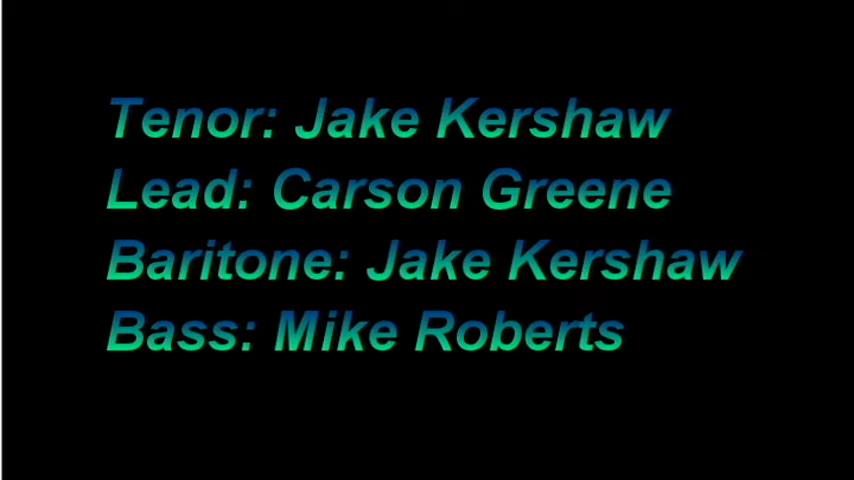 Tenor: Jake Kershaw
Lead: Carson Greene
Baritone: Jake Kershaw
Bass: Mike Roberts